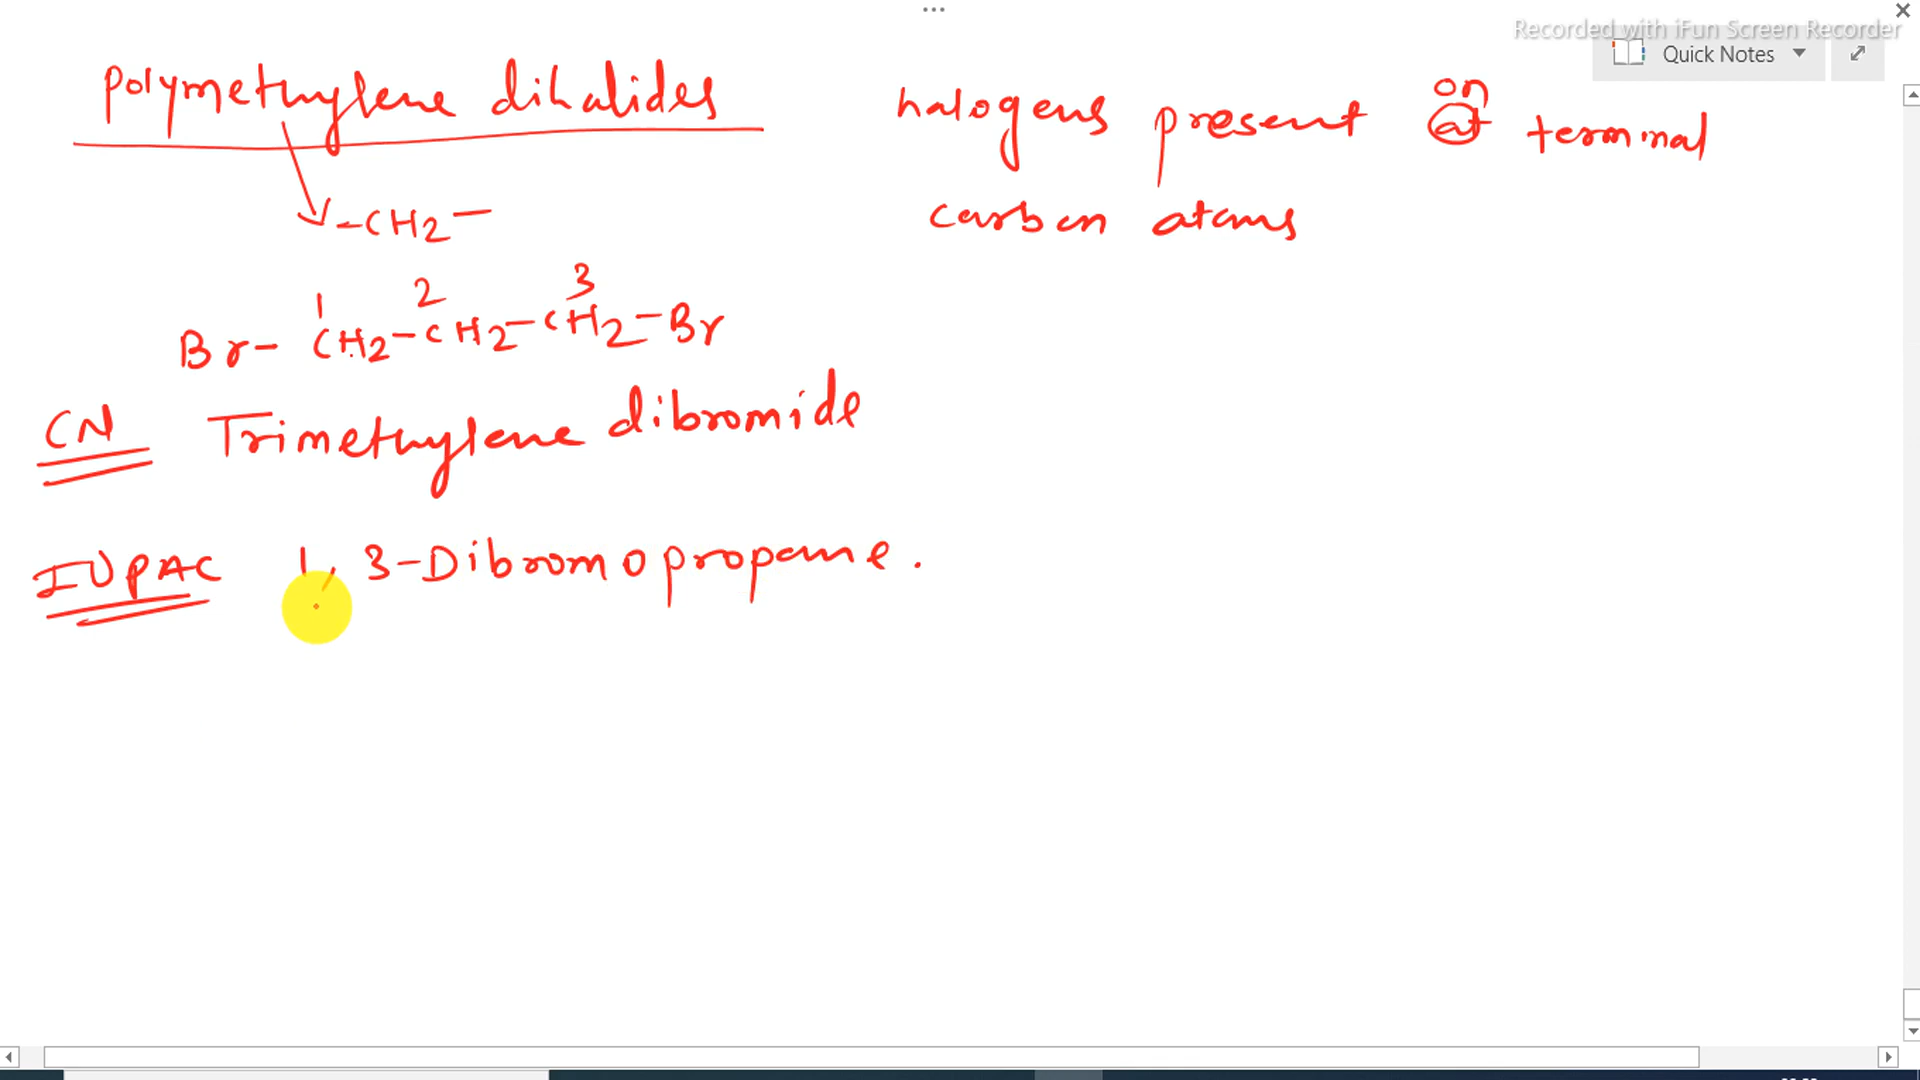 ...
Recorded with iFun Screen Recorder
Quick Notes
polymethylene dihalides
halogens present at on terminal
carbon atoms
-CH2-
1 2 3
Br-CH2-CH2-CH2-Br
CN Trimethylene dibromide
IUPAC 1,3-Dibromopropane.